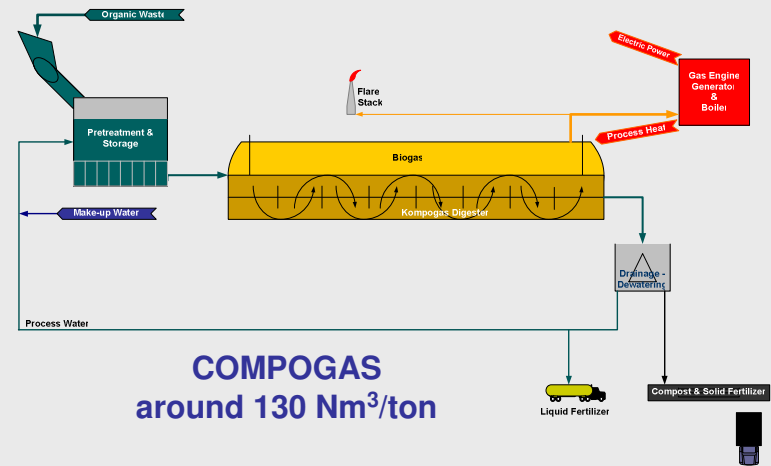 Organic Waste
Electric Power
Gas Engine
Generator
&
Boiler
Flare
Stack
Process Heat
Pretreatment &
Storage
Biogas
Make-up Water
Kompogas Digester
Drainage -
Dewatering
Process Water
COMPOGAS
around 130 Nm³/ton
Liquid Fertilizer
Compost & Solid Fertilizer